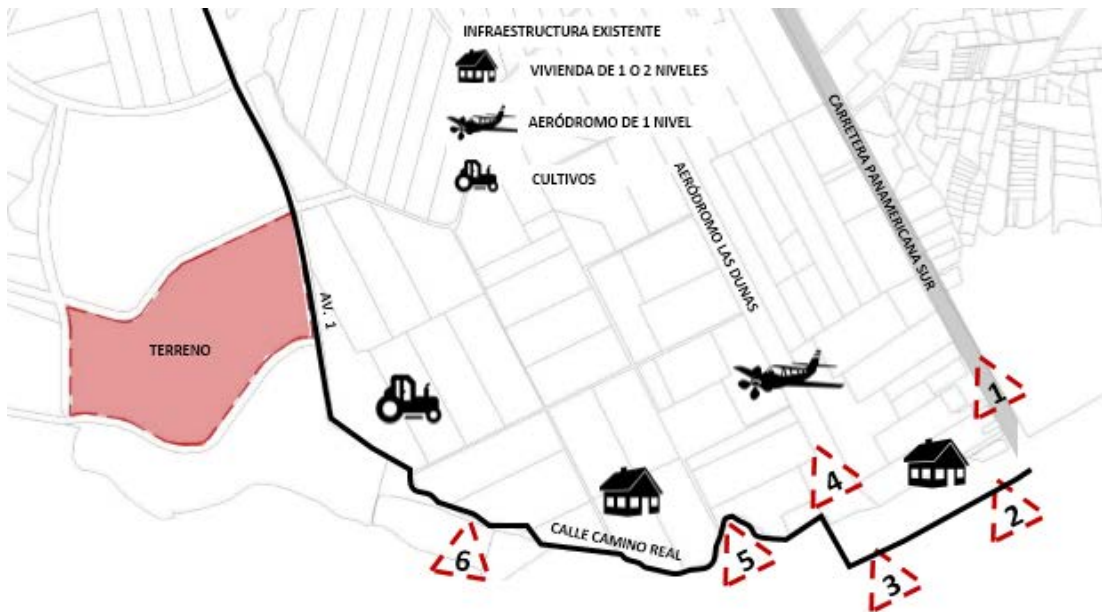 INFRAESTRUCTURA EXISTENTE
VIVIENDA DE 1 O 2 NIVELES
AERÓDROMO DE 1 NIVEL
CULTIVOS
CARRETERA PANAMERICANA SUR
AERÓDROMO LAS DUNAS
AV. 1
TERRENO
1
4
2
CALLE CAMINO REAL
5
6
3